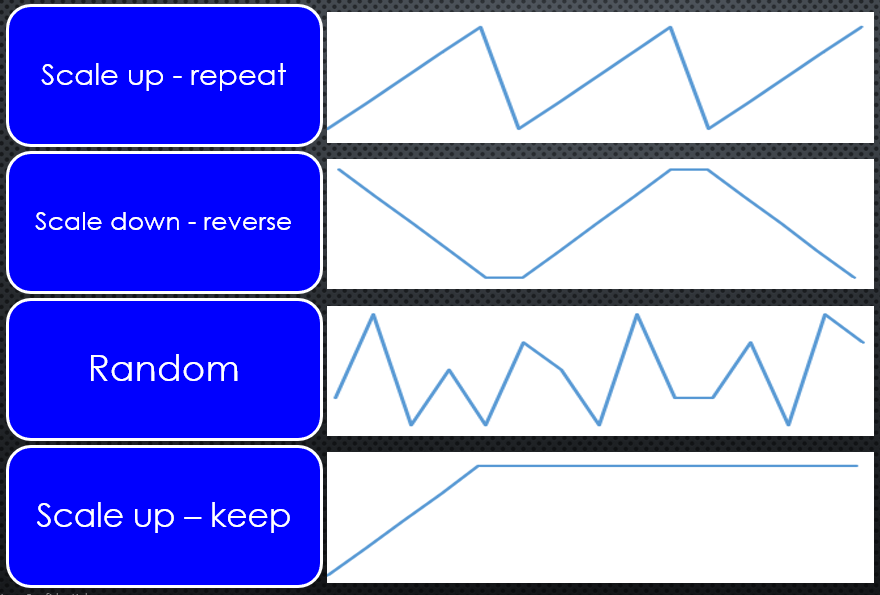 Scale up - repeat
Scale down - reverse
Random
Scale up – keep